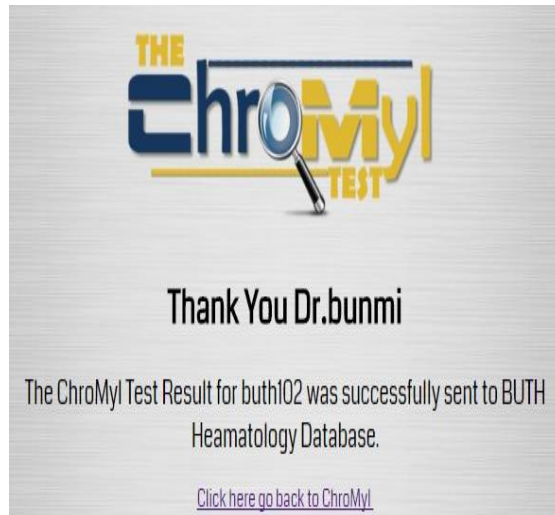 THE
ChroMyl
TEST
Thank You Dr.bunmi
The ChroMyl Test Result for buth102 was successfully sent to BUTH
Heamatology Database.
Click here go back to ChroMyl